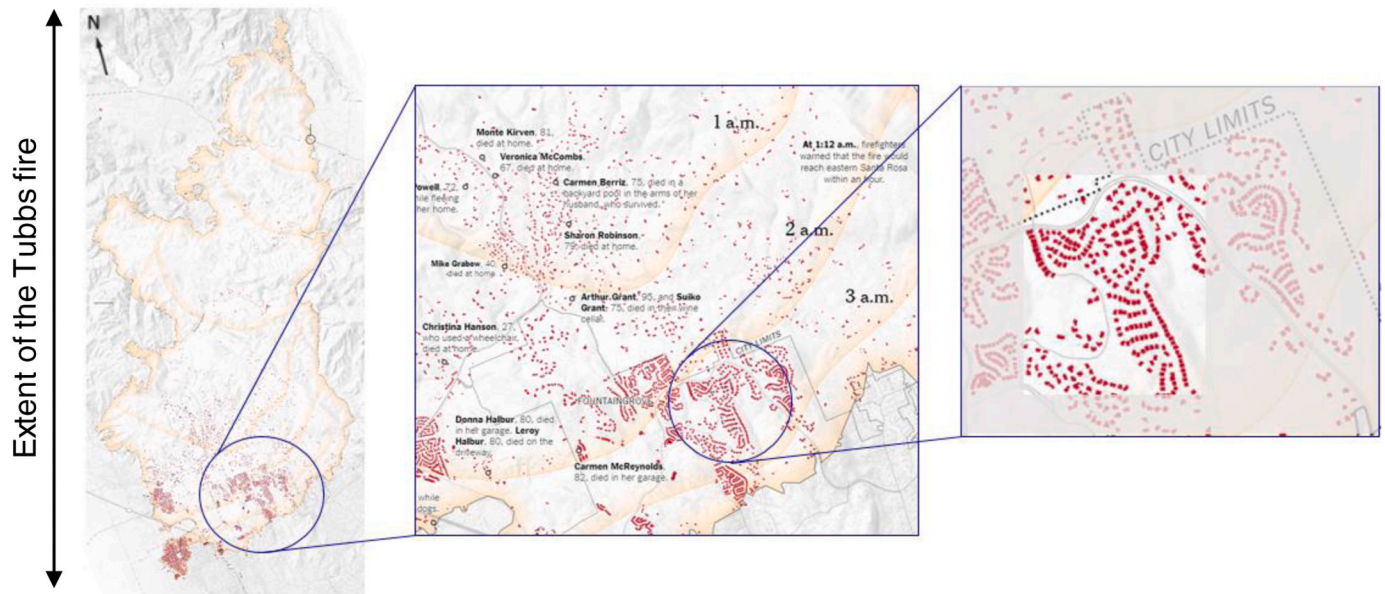 Extent of the Tubbs fire
N
1 a.m.
Monte Kirven, 81,
died at home.
Veronica McCombs,
67, died at home.
At 1:12 a.m., firefighters
warned that the fire would
reach eastern Santa Rosa
within an hour.
Powell, 72,
while fleeing
her home.
Carmen Berriz, 75, died in a
backyard pool in the arms of her
husband, who survived.
2 a.m.
Sharon Robinson,
79, died at home.
Mike Grabow, 40,
died at home.
3 a.m.
Arthur Grant, 95, and Suiko
Grant, 75, died in their wine
cellar.
Christina Hanson, 27,
who used a wheelchair,
died at home.
CITY LIMITS
FOUNTAINGROVE
Donna Halbur, 80, died
in her garage. Leroy
Halbur, 80, died on the
driveway.
Carmen McReynolds,
82, died in her garage.
while
dogs.
CITY LIMITS